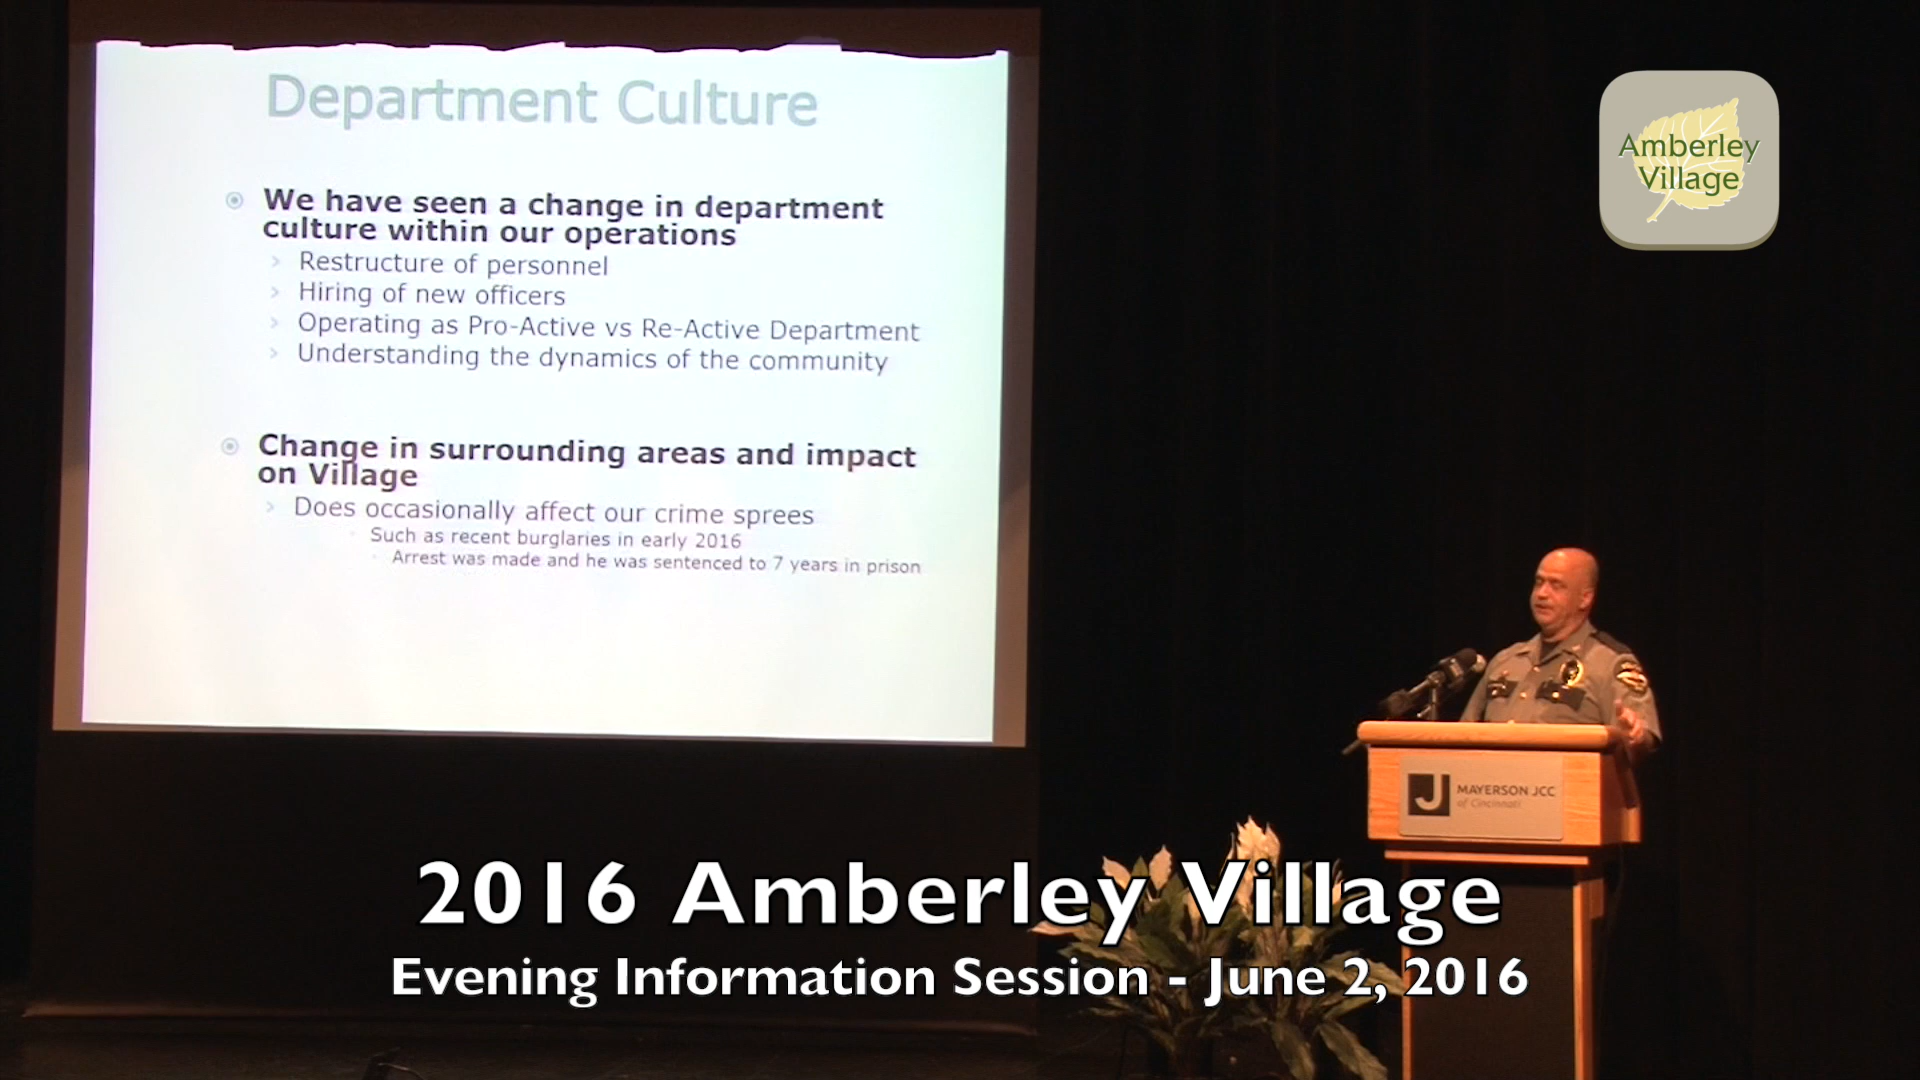 Department Culture
We have seen a change in department
culture within our operations
Restructure of personnel
Hiring of new officers
Operating as Pro-Active vs Re-Active Department
Understanding the dynamics of the community
Change in surrounding areas and impact
on Village
Does occasionally affect our crime sprees
Such as recent burglaries in early 2016
Arrest was made and he was sentenced to 7 years in prison
Amberley
Village
J
MAYERSON JCC
of Cincinnati
2016 Amberley Village
Evening Information Session - June 2, 2016